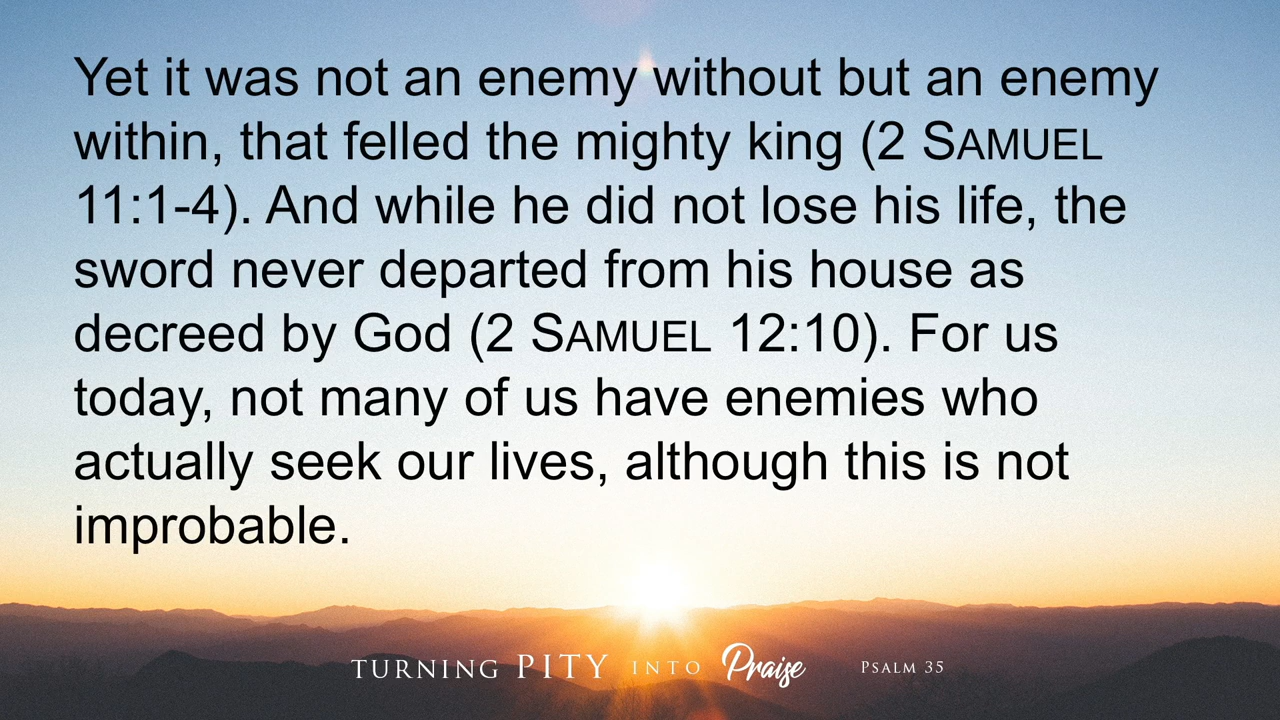 Yet it was not an enemy without but an enemy
within, that felled the mighty king (2 SAMUEL
11:1-4). And while he did not lose his life, the
sword never departed from his house as
decreed by God (2 SAMUEL 12:10). For us
today, not many of us have enemies who
actually seek our lives, although this is not
improbable.
TURNING PITY INTO Praise PSALM 35